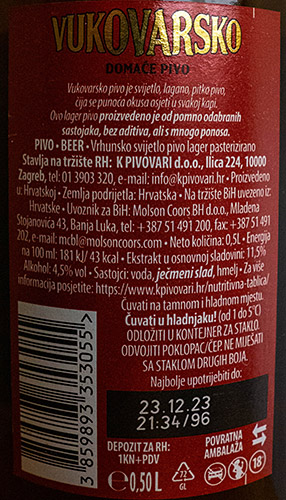 VUKOVARSKO
DOMAĆE PIVO
Vukovarsko pivo je svijetlo, lagano, pitko pivo,
čija se punoća okusa osjeti u svakoj kapi.
Ovo lager pivo proizvedeno je od pomno odabranih
sastojaka, bez aditiva, ali s mnogo ponosa.
PIVO • BEER • Vrhunsko svijetlo pivo lager pasterizirano
Stavlja na tržište RH: K PIVOVARI d.o.o., Ilica 224, 10000
Zagreb, tel: 01 3903 320, e-mail: info@kpivovari.hr • Proizvedeno
u: Hrvatskoj • Zemlja podrijetla: Hrvatska • Na tržište BiH uvezeno iz:
Hrvatske • Uvoznik za BiH: Molson Coors BH d.o.o., Mladena
Stojanovića 43, Banja Luka, tel: +387 51 491 200, fax: +387 51 491
202, e-mail: mcbl@molsoncoors.com • Neto količina: 0,5L • Energija
na 100 ml: 181 kJ/ 43 kcal • Ekstrakt u osnovnoj sladovini: 11,5%
Alkohol: 4,5% vol • Sastojci: voda, ječmeni slad, hmelj • Za više
informacija posjetite: https://www.kpivovari.hr/nutritivna-tablica/
Čuvati na tamnom i hladnom mjestu.
Čuvati u hladnjaku! (od 1 do 5°C)
ODLOŽITI U KONTEJNER ZA STAKLO.
ODVOJITI POKLOPAC/ČEP. NE MIJEŠATI
SA STAKLOM DRUGIH BOJA.
Najbolje upotrijebiti do:
23.12.23
21:34/96
3 859893 353055 >
DEPOZIT ZA RH:
1KN+PDV
℮ 0,50L
GL
POVRATNA
AMBALAŽA
18